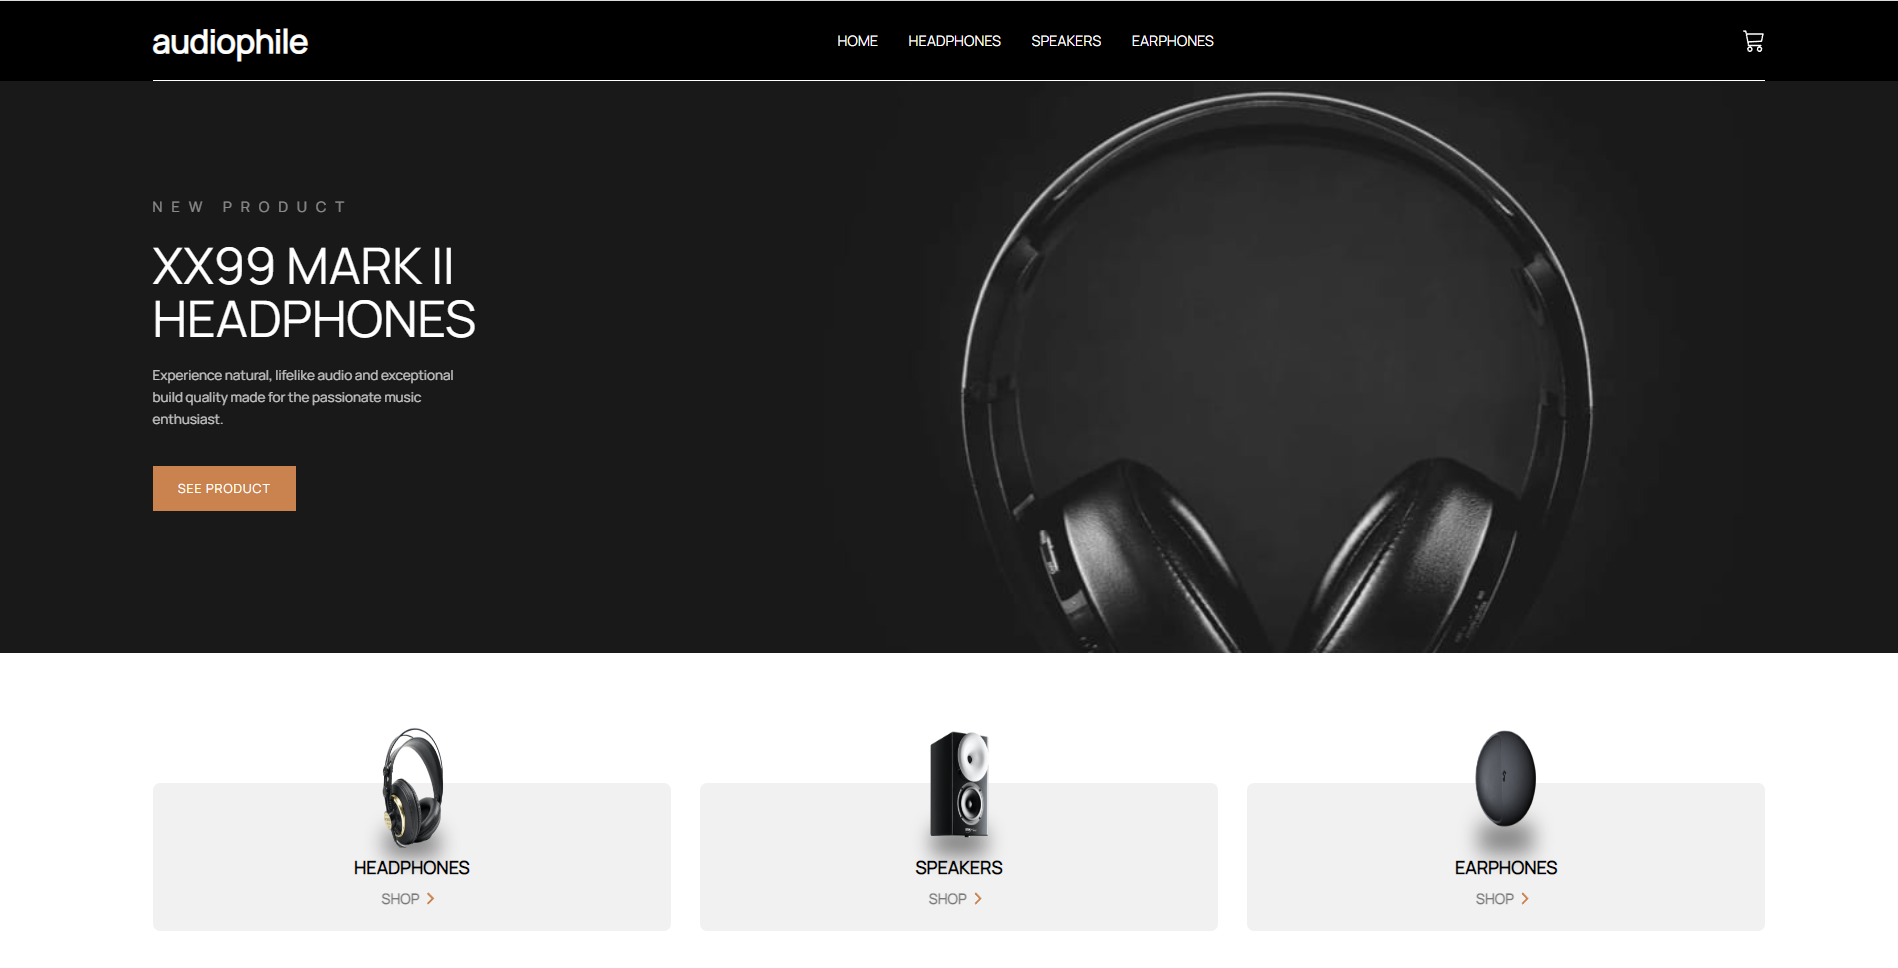 audiophile
HOME HEADPHONES SPEAKERS EARPHONES
NEW PRODUCT
XX99 MARK II
HEADPHONES
Experience natural, lifelike audio and exceptional
build quality made for the passionate music
enthusiast.
SEE PRODUCT
HEADPHONES
SHOP
SPEAKERS
SHOP
EARPHONES
SHOP